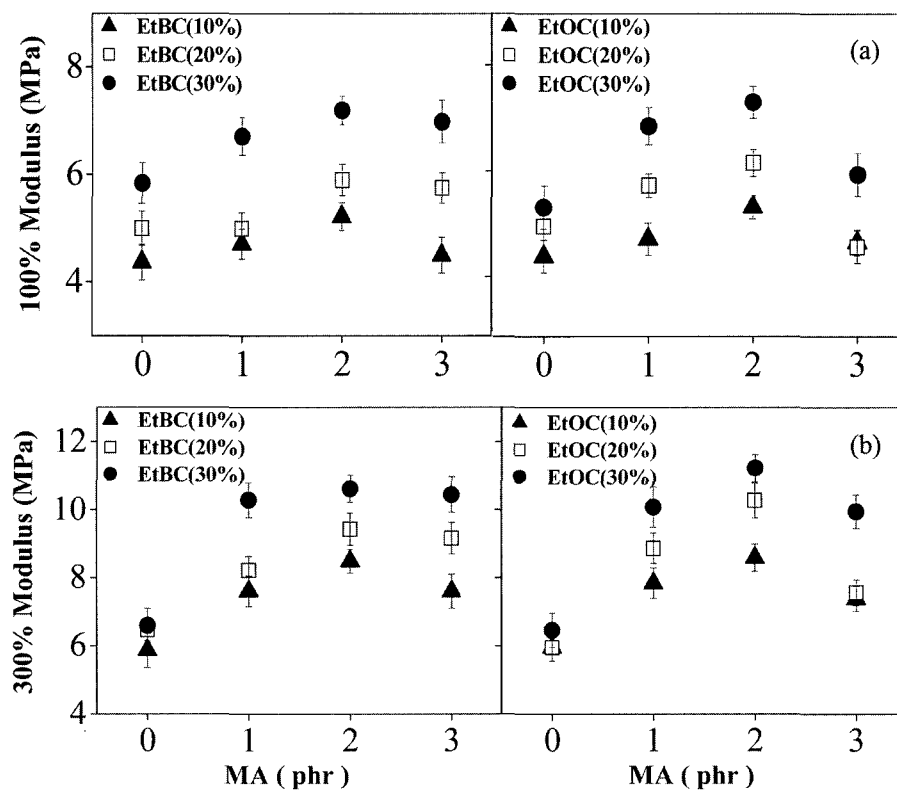 EtBC(10%)
EtBC(20%)
EtBC(30%)
EtOC(10%)
EtOC(20%)
EtOC(30%)
(a)
100% Modulus (MPa)
8
6
4
0 1 2 3
0 1 2 3
EtBC(10%)
EtBC(20%)
EtBC(30%)
EtOC(10%)
EtOC(20%)
EtOC(30%)
(b)
300% Modulus (MPa)
12
10
8
6
4
0 1 2 3
0 1 2 3
MA ( phr )
MA ( phr )